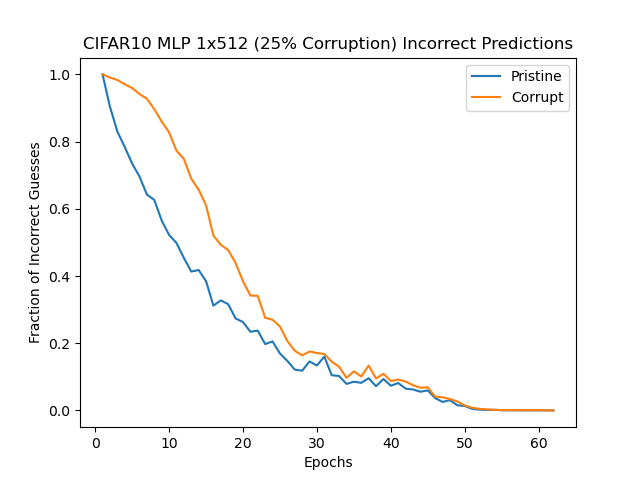 CIFAR10 MLP 1x512 (25% Corruption) Incorrect Predictions
Pristine
Corrupt
Fraction of Incorrect Guesses
1.0
0.8
0.6
0.4
0.2
0.0
0 10 20 30 40 50 60
Epochs